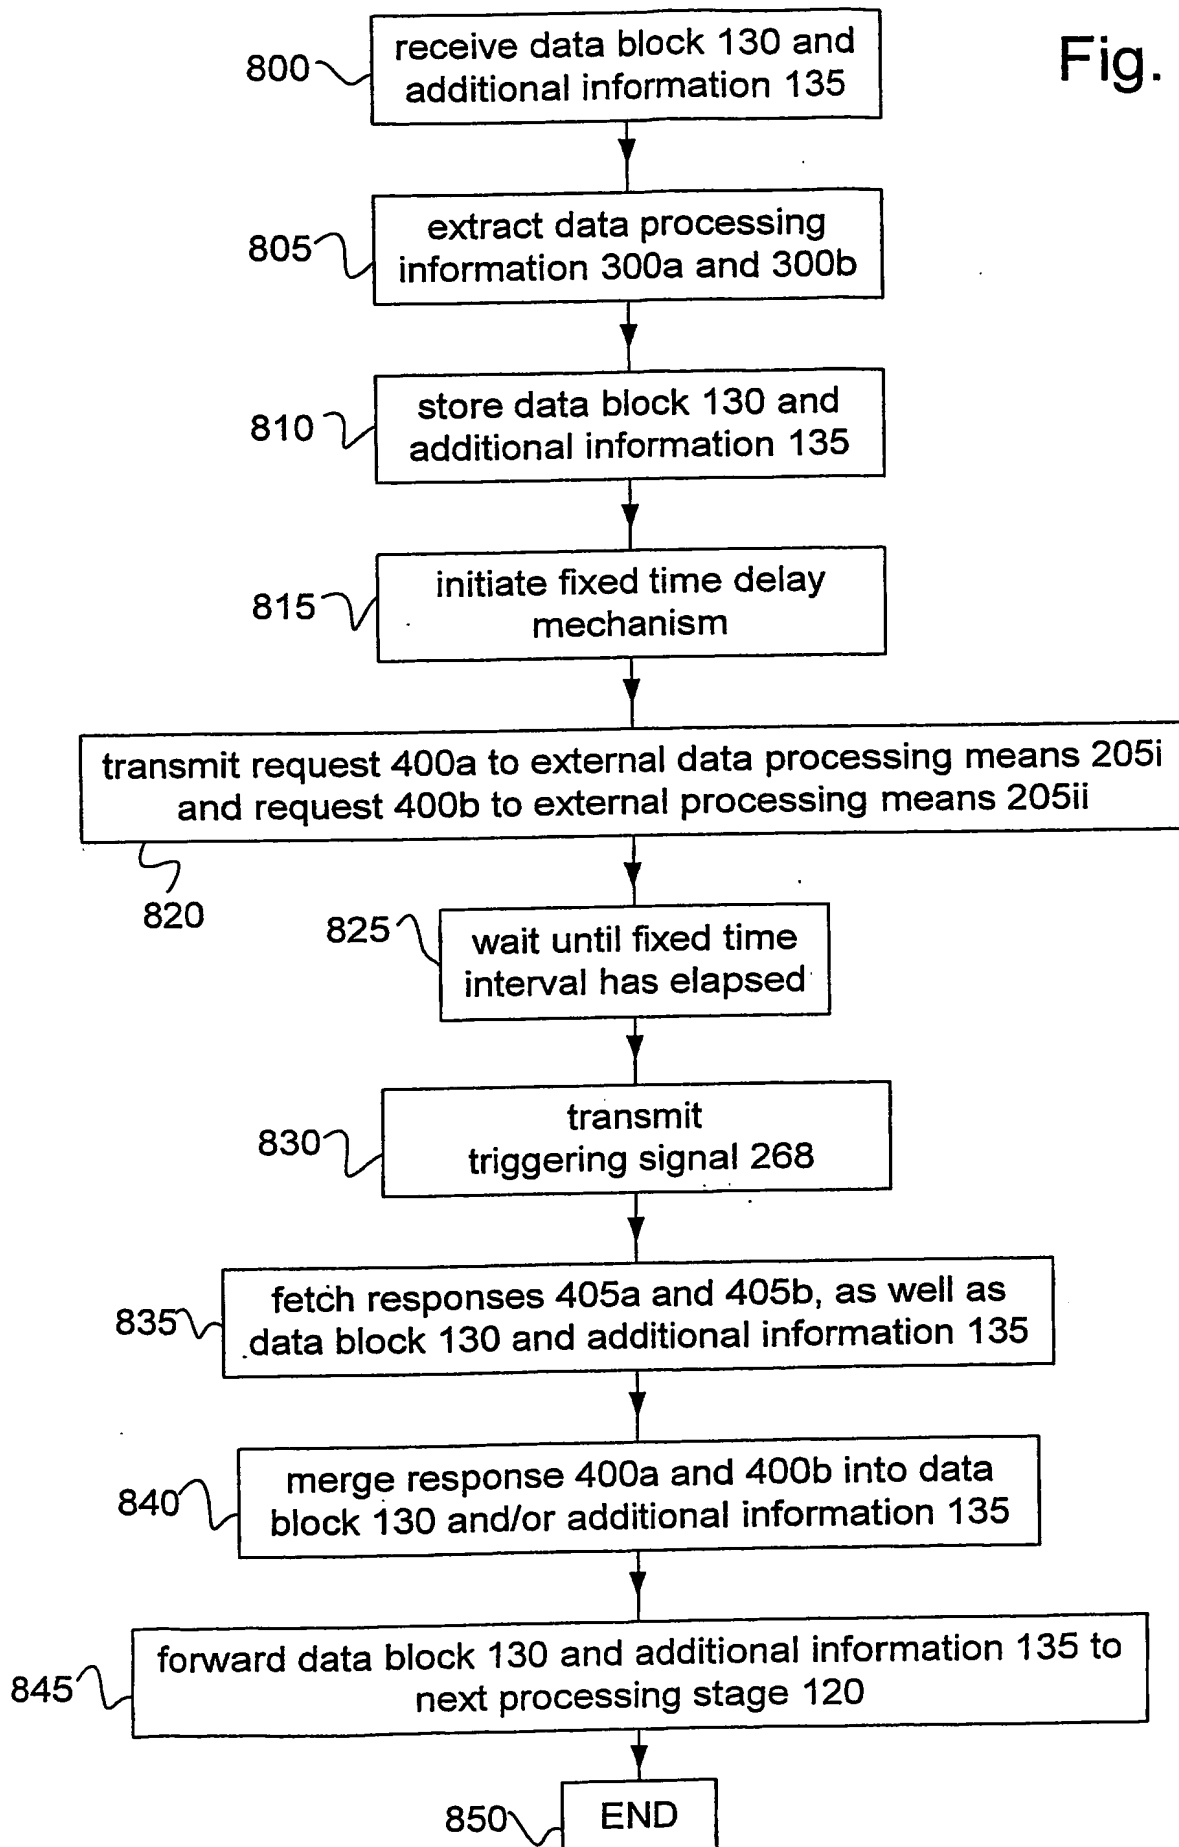 Fig.
800
receive data block 130 and
additional information 135
805
extract data processing
information 300a and 300b
810
store data block 130 and
additional information 135
815
initiate fixed time delay
mechanism
transmit request 400a to external data processing means 205i
and request 400b to external processing means 205ii
820
825
wait until fixed time
interval has elapsed
830
transmit
triggering signal 268
835
fetch responses 405a and 405b, as well as
data block 130 and additional information 135
840
merge response 400a and 400b into data
block 130 and/or additional information 135
845
forward data block 130 and additional information 135 to
next processing stage 120
850
END